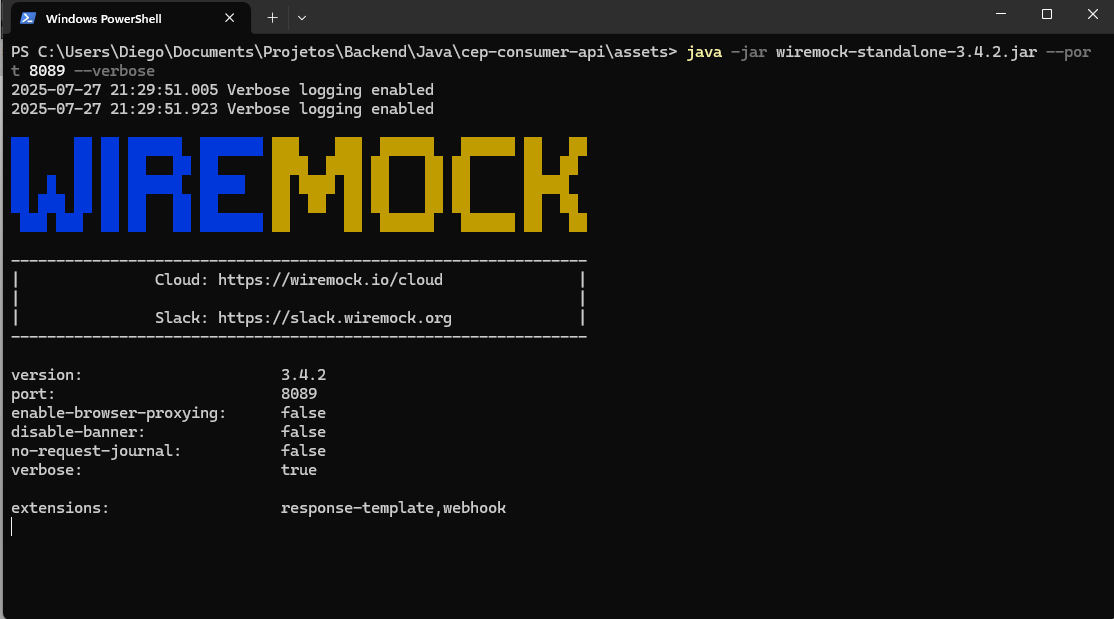 Windows PowerShell
PS C:\Users\Diego\Documents\Projetos\Backend\Java\cep-consumer-api\assets> java -jar wiremock-standalone-3.4.2.jar --por
t 8089 --verbose
2025-07-27 21:29:51.005 Verbose logging enabled
2025-07-27 21:29:51.923 Verbose logging enabled
WIREMOCK
----------------------------------------------------------------
|               Cloud: https://wiremock.io/cloud               |
|                                                              |
|               Slack: https://slack.wiremock.org              |
----------------------------------------------------------------
version:                      3.4.2
port:                         8089
enable-browser-proxying:      false
disable-banner:               false
no-request-journal:           false
verbose:                      true
extensions:                   response-template,webhook